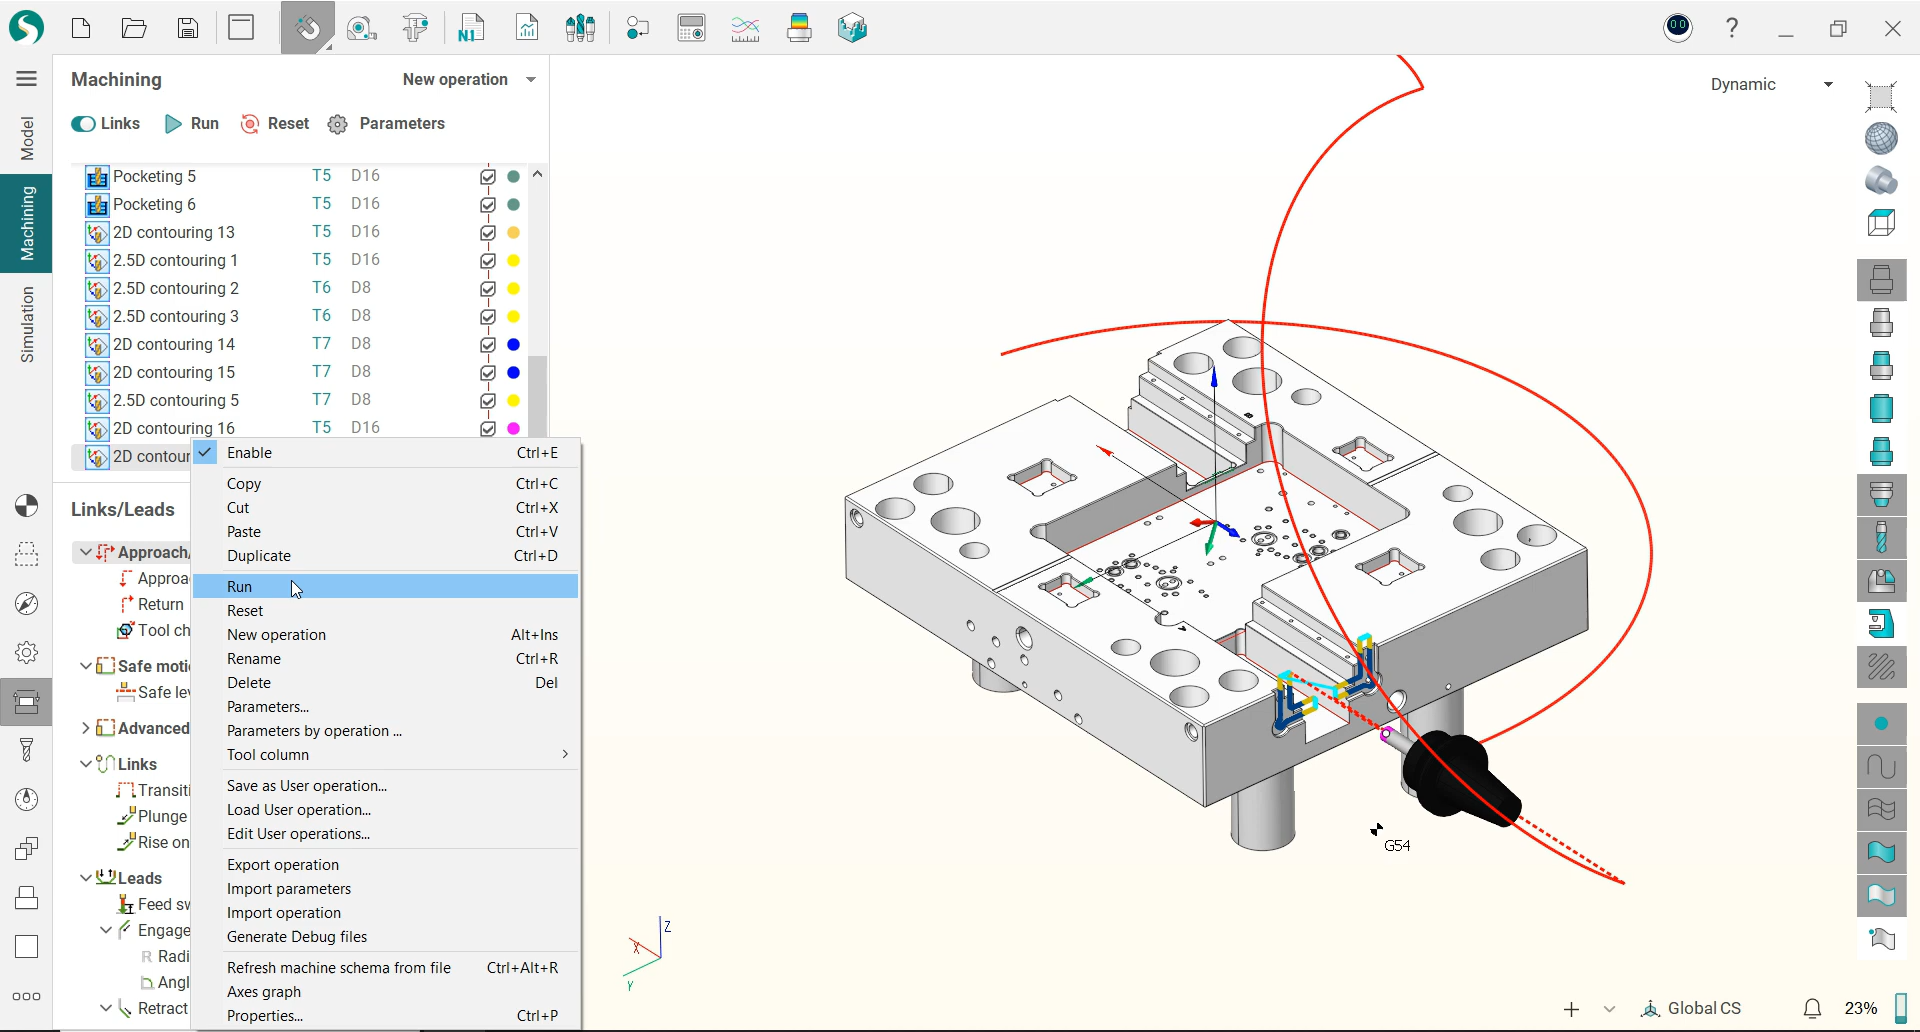 N1
Machining
New operation
Dynamic
Links
Run
Reset
Parameters
Model
Machining
Simulation
Pocketing 5 T5 D16
Pocketing 6 T5 D16
2D contouring 13 T5 D16
2.5D contouring 1 T5 D16
2.5D contouring 2 T6 D8
2.5D contouring 3 T6 D8
2D contouring 14 T7 D8
2D contouring 15 T7 D8
2.5D contouring 5 T7 D8
2D contouring 16 T5 D16
2D contour
Enable Ctrl+E
Copy Ctrl+C
Cut Ctrl+X
Paste Ctrl+V
Duplicate Ctrl+D
Run
Reset
New operation Alt+Ins
Rename Ctrl+R
Delete Del
Parameters...
Parameters by operation ...
Tool column
Save as User operation...
Load User operation...
Edit User operations...
Export operation
Import parameters
Import operation
Generate Debug files
Refresh machine schema from file Ctrl+Alt+R
Axes graph
Properties... Ctrl+P
Links/Leads
Approach/
Approa
Return
Tool ch
Safe moti
Safe lev
Advanced
Links
Transiti
Plunge
Rise on
Leads
Feed sw
Engage
R Radi
Angl
Retract
G54
Z
X
Y
Global CS
23%